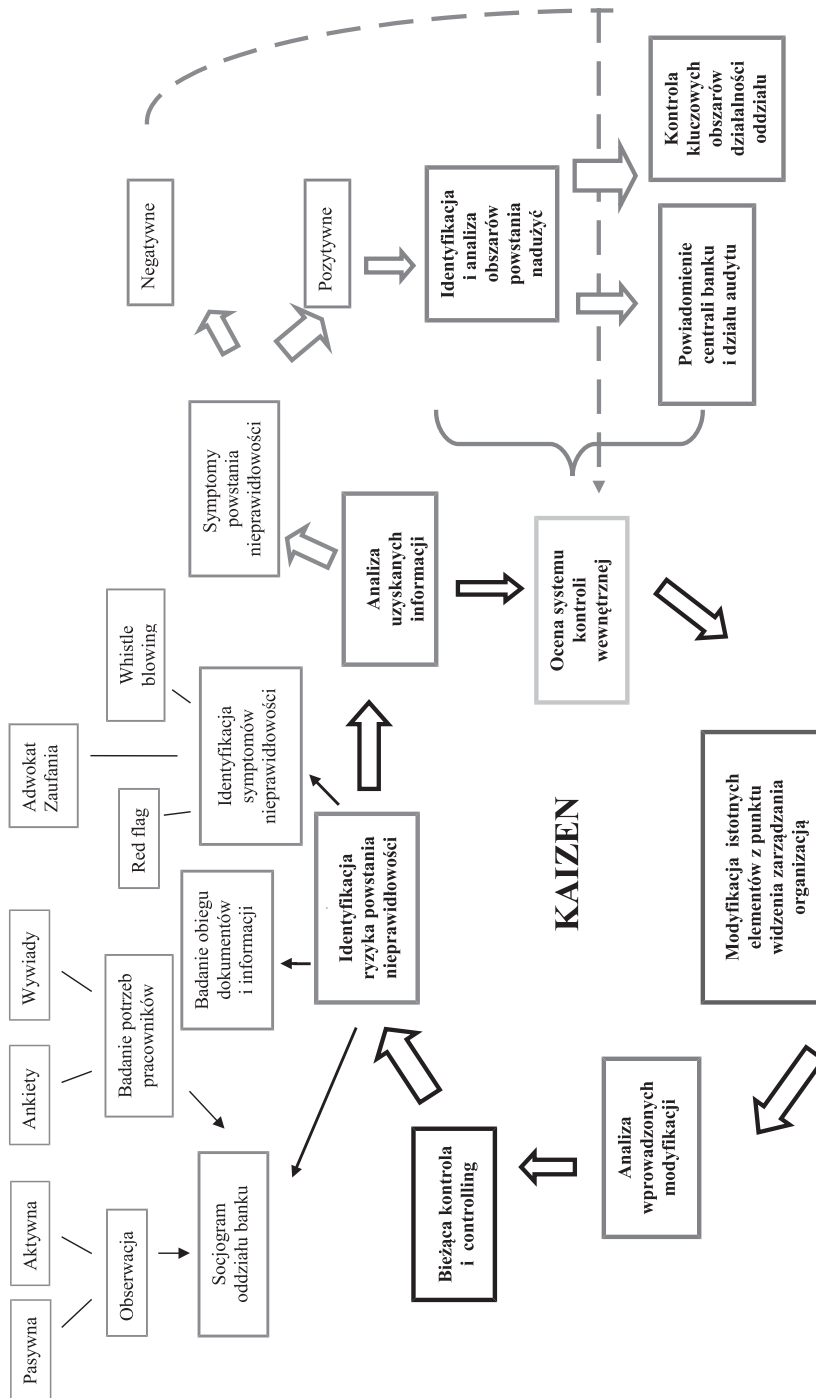 Pasywna
Aktywna
Ankiety
Wywiady
Adwokat
Zaufania
Obserwacja
Badanie potrzeb
pracowników
Red flag
Whistle
blowing
Negatywne
Socjogram
oddziału banku
Badanie obiegu
dokumentów
i informacji
Identyfikacja
symptomów
nieprawidłowości
Symptomy
powstania
nieprawidłowości
Pozytywne
Identyfikacja
ryzyka powstania
nieprawidłowości
Analiza
uzyskanych
informacji
Identyfikacja
i analiza
obszarów
powstania
nadużyć
Bieżąca kontrola
i controlling
KAIZEN
Ocena systemu
kontroli
wewnętrznej
Analiza
wprowadzonych
modyfikacji
Modyfikacja istotnych
elementów z punktu
widzenia zarządzania
organizacją
Powiadomienie
centrali banku
i działu audytu
Kontrola
kluczowych
obszarów
działalności
oddziału